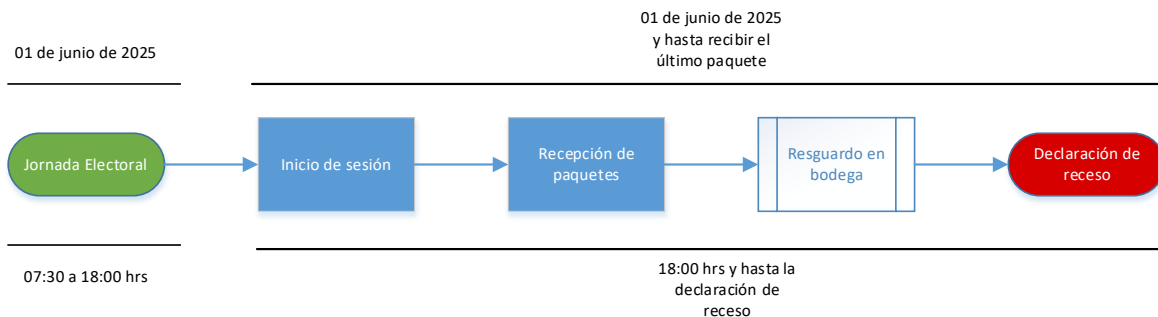 01 de junio de 2025
01 de junio de 2025
y hasta recibir el
último paquete
Jornada Electoral
Inicio de sesión
Recepción de
paquetes
Resguardo en
bodega
Declaración de
receso
07:30 a 18:00 hrs
18:00 hrs y hasta la
declaración de
receso